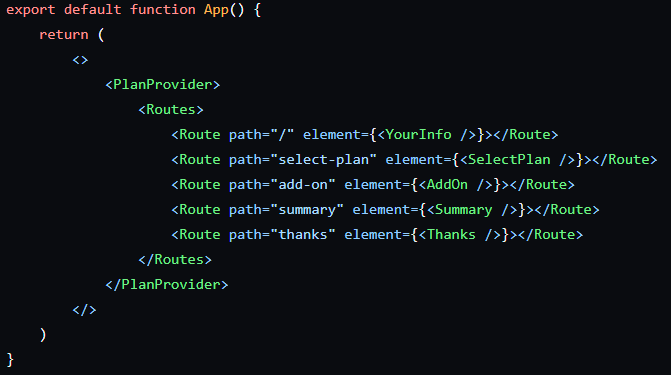 export default function App() {
    return (
        <>
            <PlanProvider>
                <Routes>
                    <Route path="/" element={<YourInfo />}></Route>
                    <Route path="select-plan" element={<SelectPlan />}></Route>
                    <Route path="add-on" element={<AddOn />}></Route>
                    <Route path="summary" element={<Summary />}></Route>
                    <Route path="thanks" element={<Thanks />}></Route>
                </Routes>
            </PlanProvider>
        </>
    )
}